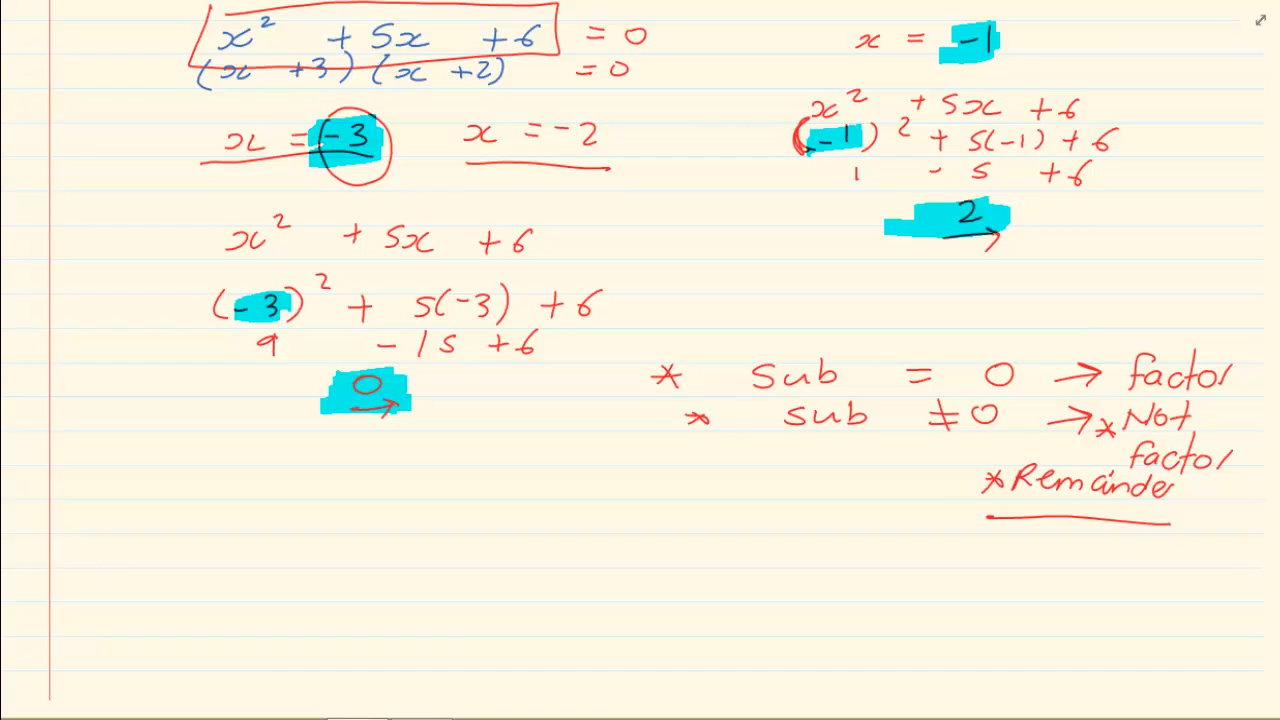 x² + 5x + 6 = 0
(x + 3) (x + 2) = 0
x = -3 x = -2
x² + 5x + 6
(-3)² + 5(-3) + 6
9 - 15 + 6
0
x = -1
x² + 5x + 6
(-1)² + 5(-1) + 6
1 - 5 + 6
2
* Sub = 0 → factor
* sub ≠ 0 → * Not
factor
* Remainder